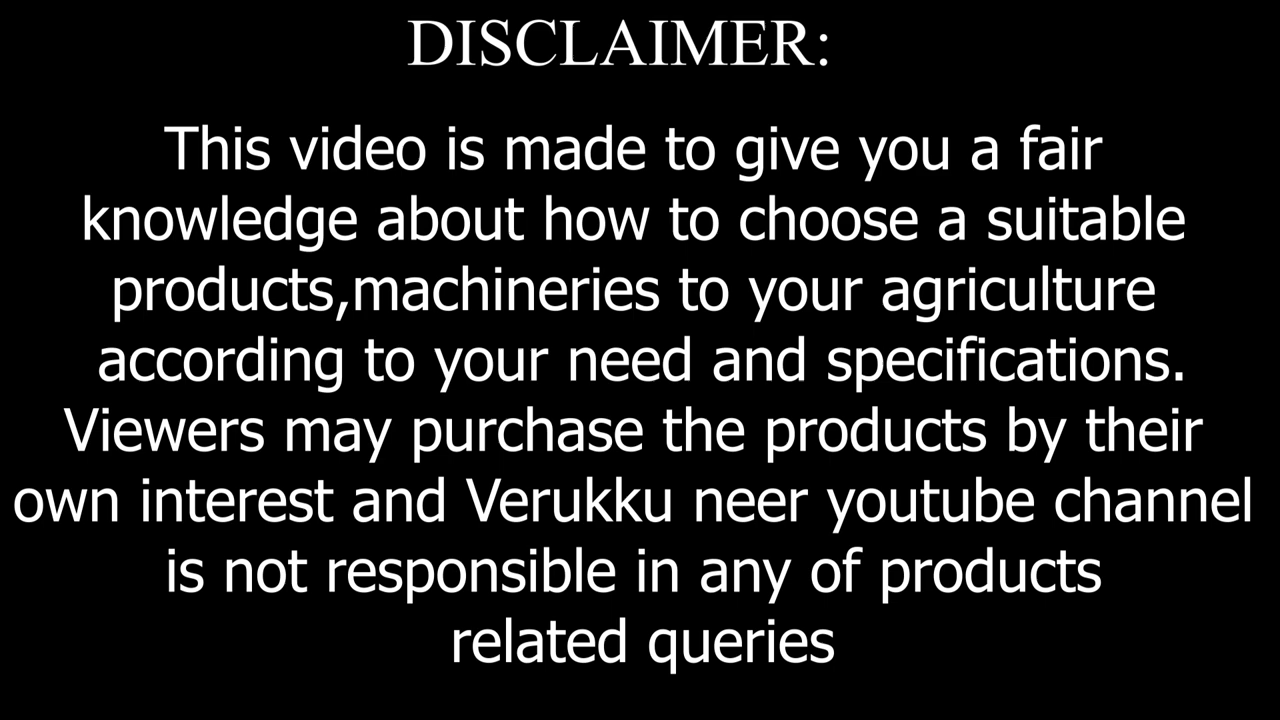 DISCLAIMER:
This video is made to give you a fair
knowledge about how to choose a suitable
products,machineries to your agriculture
according to your need and specifications.
Viewers may purchase the products by their
own interest and Verukku neer youtube channel
is not responsible in any of products
related queries